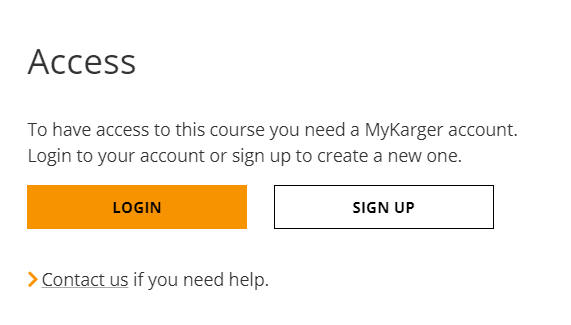 Access
To have access to this course you need a MyKarger account.
Login to your account or sign up to create a new one.
LOGIN SIGN UP
Contact us if you need help.